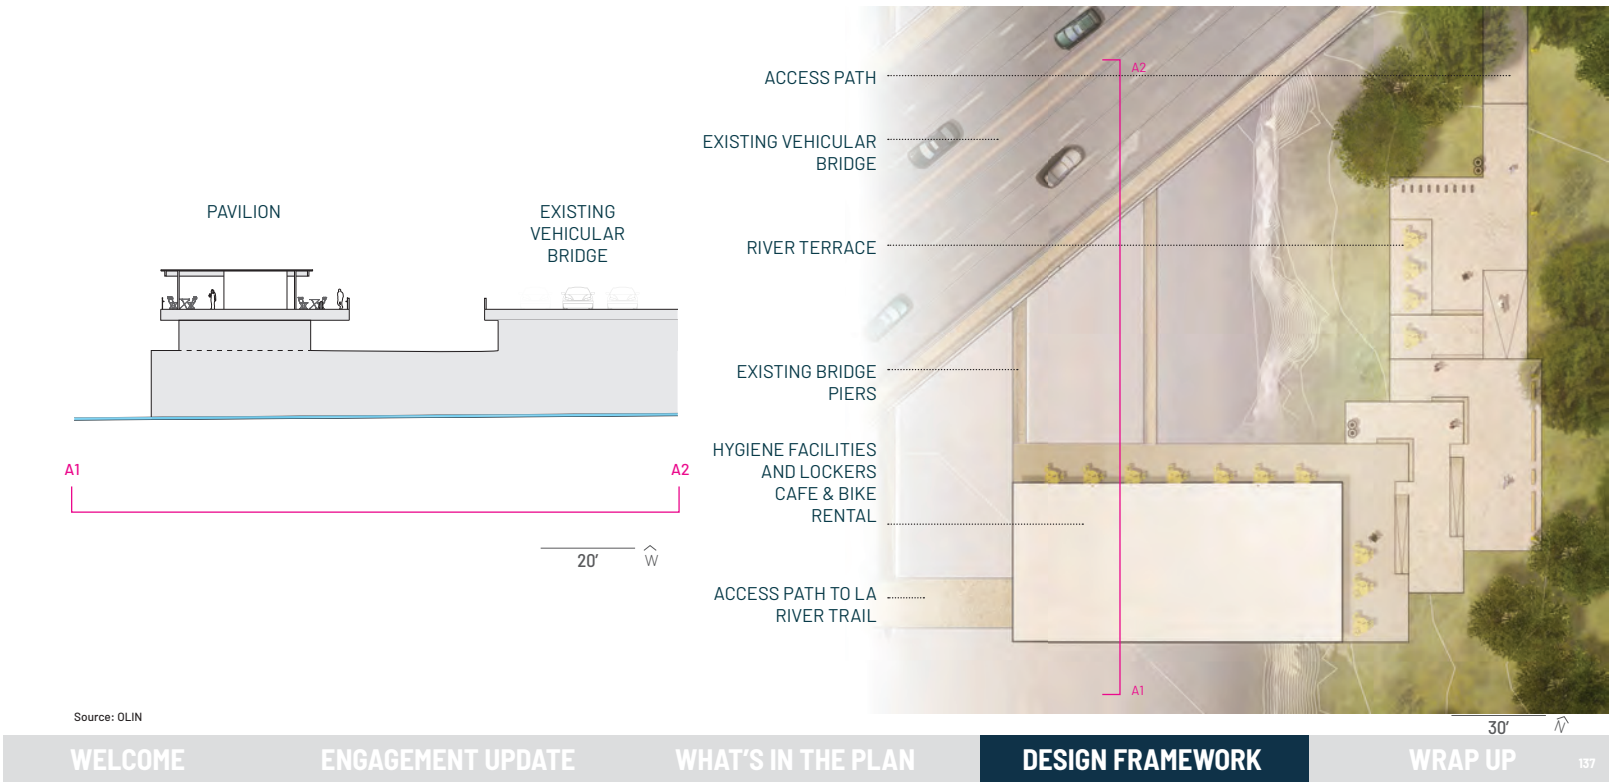 PAVILION
EXISTING
VEHICULAR
BRIDGE
A1
A2
20'
W
ACCESS PATH
EXISTING VEHICULAR
BRIDGE
RIVER TERRACE
EXISTING BRIDGE
PIERS
HYGIENE FACILITIES
AND LOCKERS
CAFE & BIKE
RENTAL
ACCESS PATH TO LA
RIVER TRAIL
A2
A1
30'
N
Source: OLIN
WELCOME
ENGAGEMENT UPDATE
WHAT'S IN THE PLAN
DESIGN FRAMEWORK
WRAP UP
137